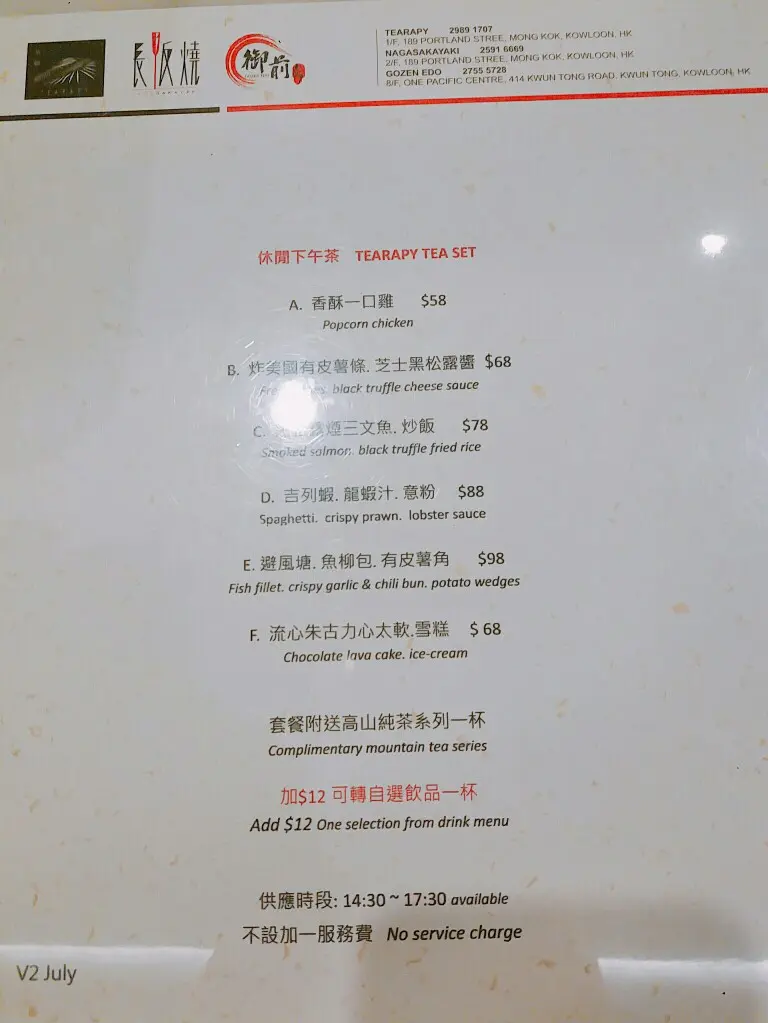 TEARAPY
長坂燒
御前
TEARAPY 2989 1707
1/F, 189 PORTLAND STREE, MONG KOK, KOWLOON, HK
NAGASAKAYAKI 2591 6669
2/F, 189 PORTLAND STREE, MONG KOK, KOWLOON, HK
GOZEN EDO 2755 5728
8/F, ONE PACIFIC CENTRE, 414 KWUN TONG ROAD, KWUN TONG, KOWLOON, HK
休閒下午茶 TEARAPY TEA SET
A. 香酥一口雞 $58
Popcorn chicken
B. 炸美國有皮薯條. 芝士黑松露醬 $68
black truffle cheese sauce
C. 煙三文魚. 炒飯 $78
Smoked salmon. black truffle fried rice
D. 吉列蝦. 龍蝦汁. 意粉 $88
Spaghetti. crispy prawn. lobster sauce
E. 避風塘. 魚柳包. 有皮薯角 $98
Fish fillet. crispy garlic & chili bun. potato wedges
F. 流心朱古力心太軟.雪糕 $ 68
Chocolate lava cake. ice-cream
套餐附送高山純茶系列一杯
Complimentary mountain tea series
加$12 可轉自選飲品一杯
Add $12 One selection from drink menu
供應時段: 14:30 ~ 17:30 available
不設加一服務費 No service charge
V2 July